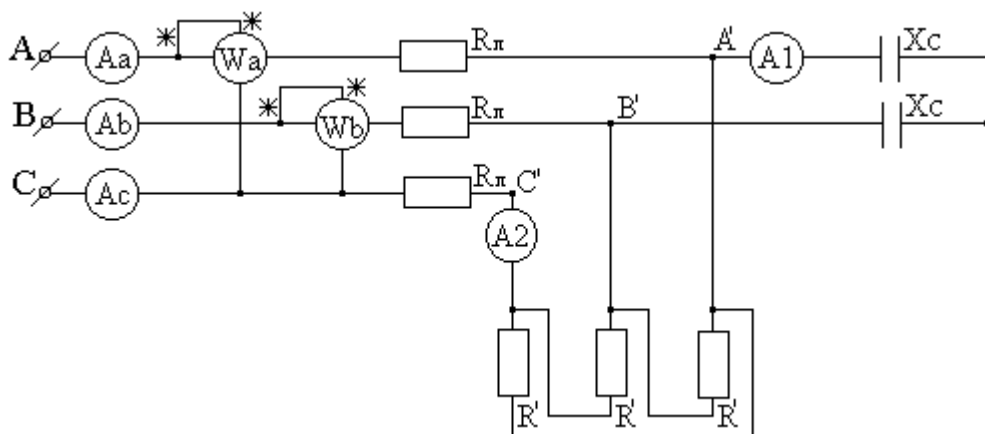 A Aa * * Wa Rл A' A1 Xc
B Ab * * Wb Rл B' Xc
C Ac Rл C'
A2
R' R' R'